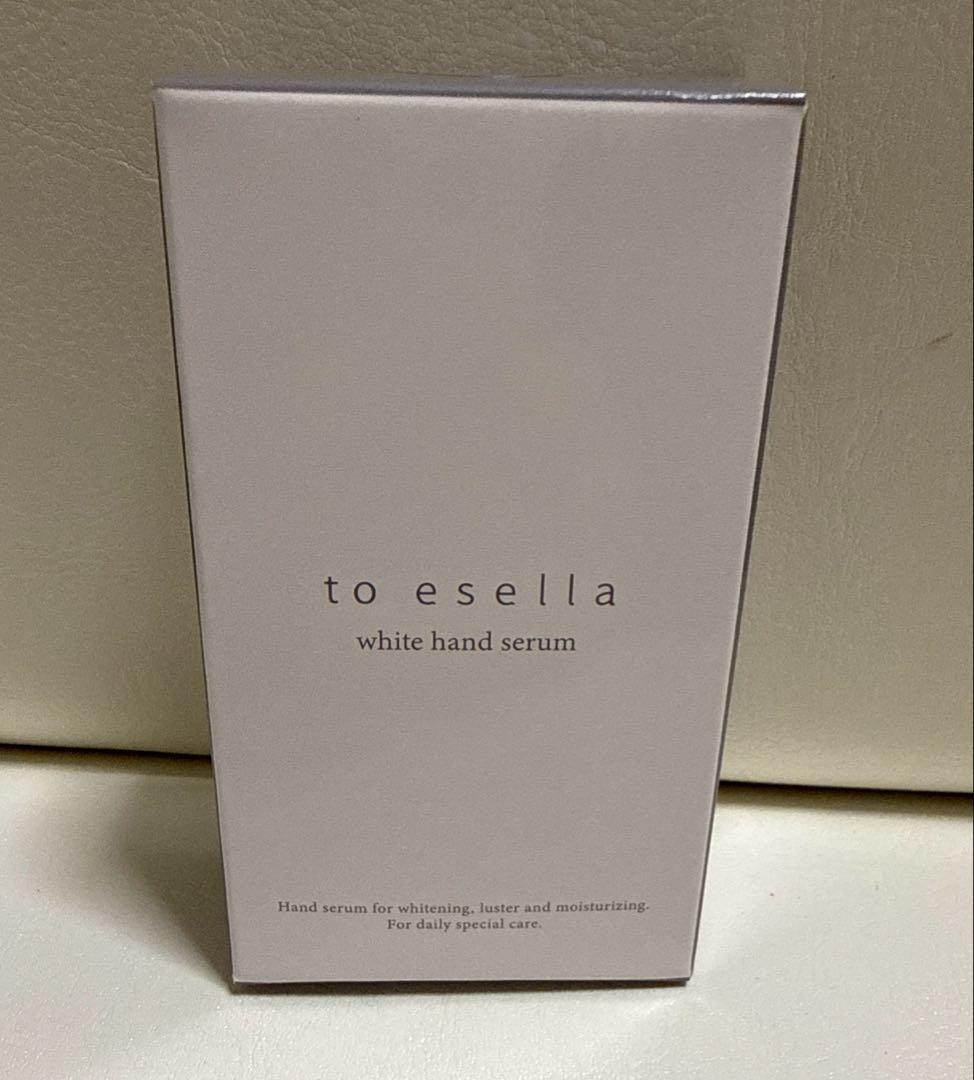 to esella
white hand serum
Hand serum for whitening, luster and moisturizing.
For daily special care.